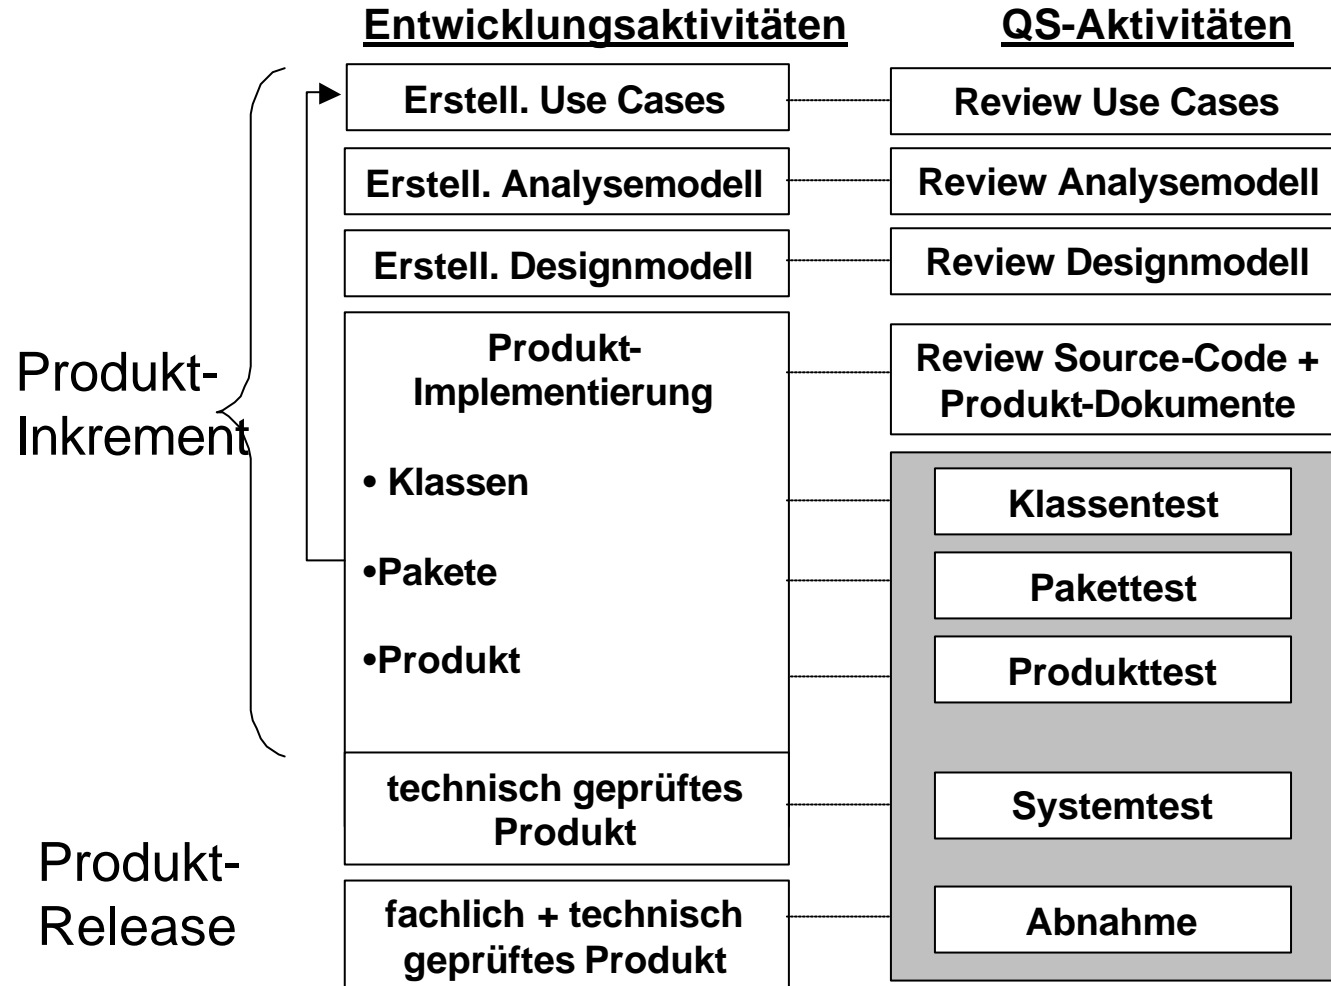 Entwicklungsaktivitäten
QS-Aktivitäten
Erstell. Use Cases
Review Use Cases
Erstell. Analysemodell
Review Analysemodell
Erstell. Designmodell
Review Designmodell
Produkt-
Inkrement
Produkt-
Implementierung
• Klassen
•Pakete
•Produkt
Review Source-Code +
Produkt-Dokumente
Klassentest
Pakettest
Produkttest
technisch geprüftes
Produkt
Systemtest
Produkt-
Release
fachlich + technisch
geprüftes Produkt
Abnahme